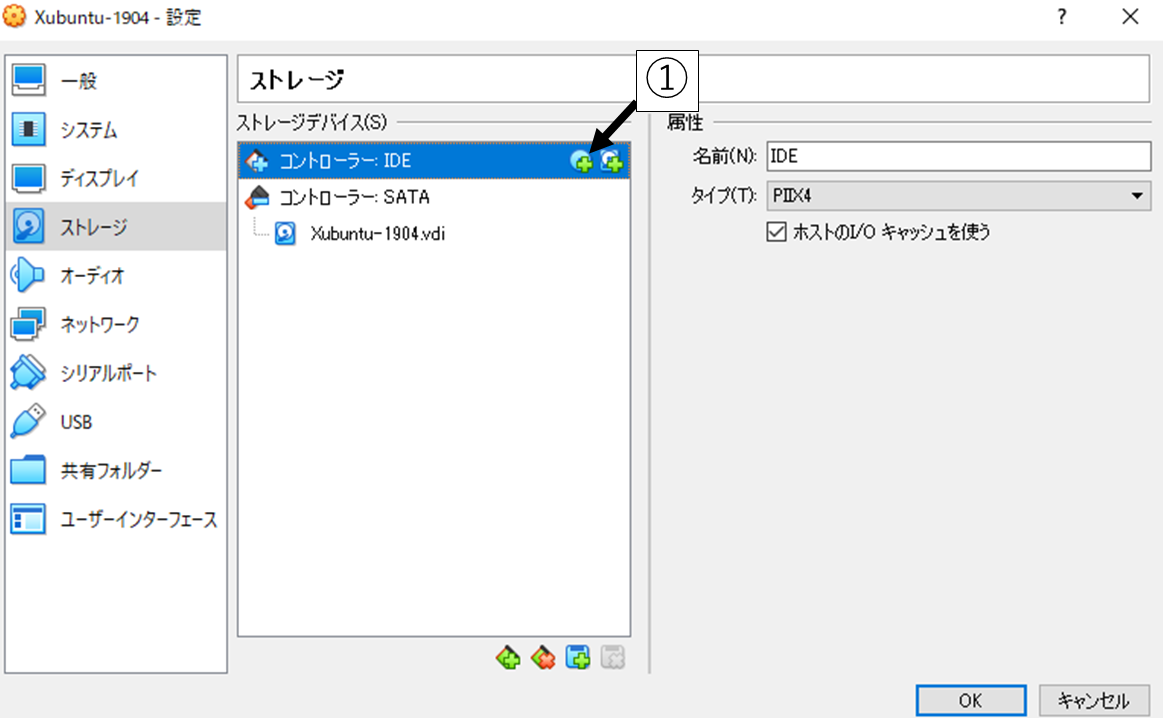 Xubuntu-1904 - 設定
?
一般
システム
ディスプレイ
ストレージ
オーディオ
ネットワーク
シリアルポート
USB
共有フォルダー
ユーザーインターフェース
ストレージ
①
ストレージデバイス(S)
コントローラー: IDE
コントローラー: SATA
Xubuntu-1904.vdi
属性
名前(N): IDE
タイプ(T): PIIX4
ホストのI/O キャッシュを使う
OK
キャンセル